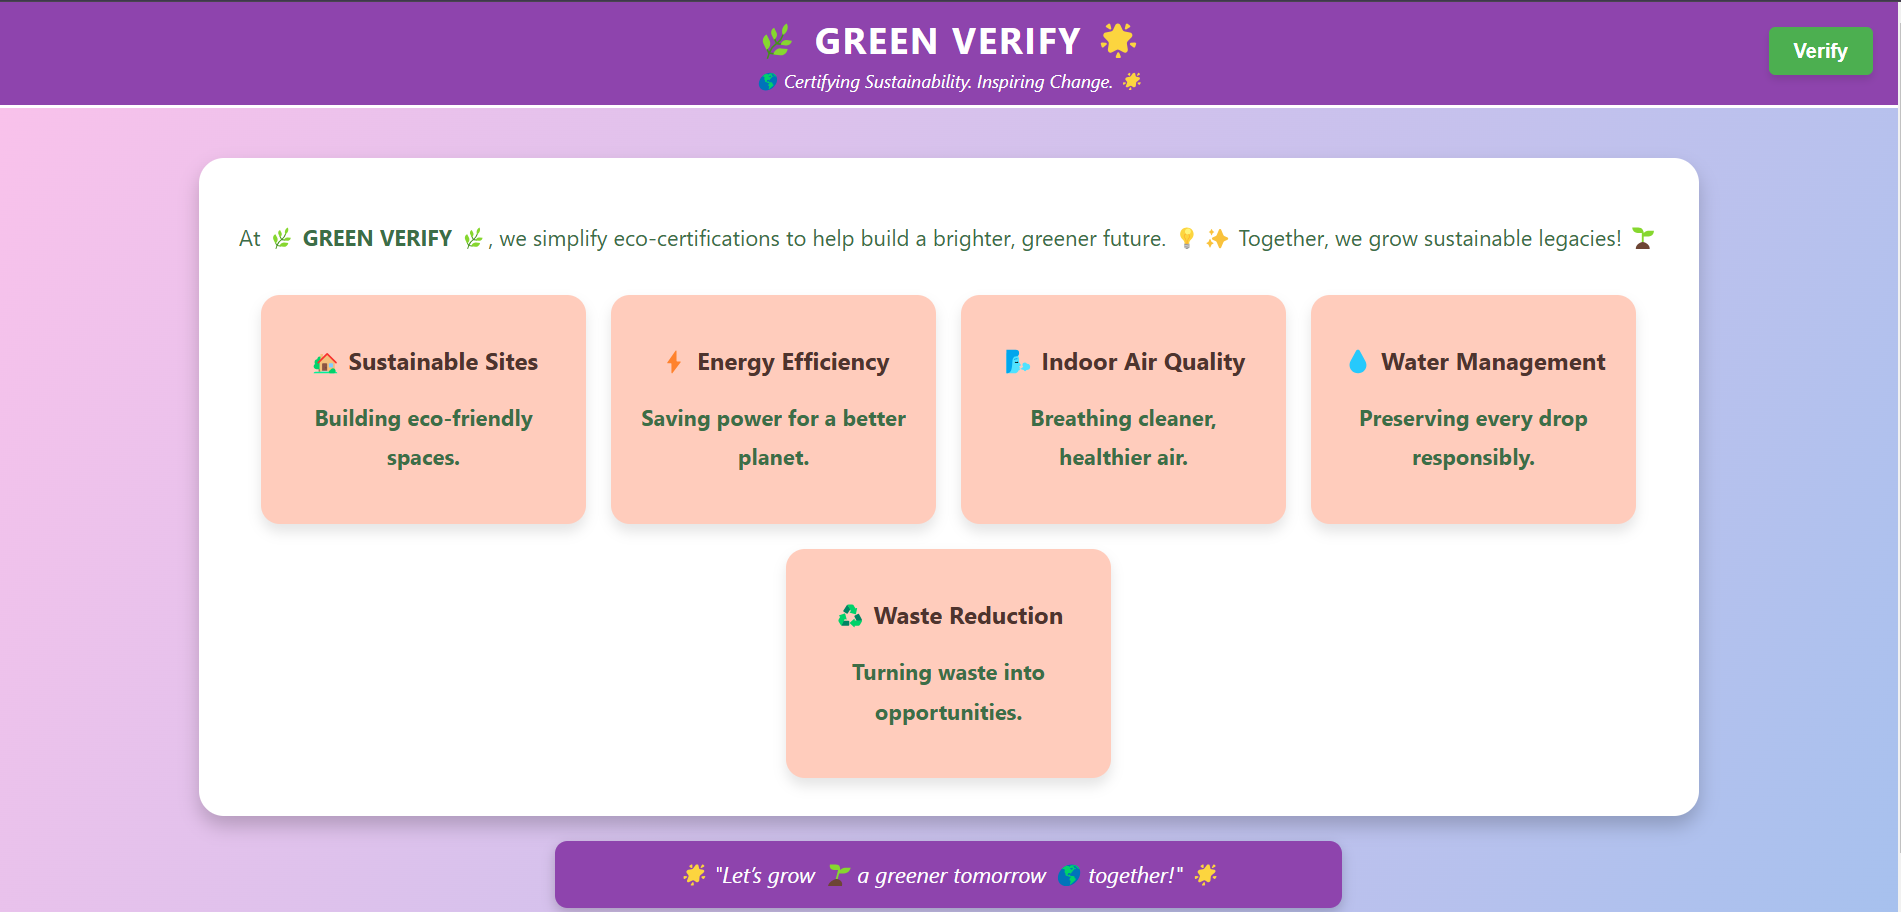 🌿 GREEN VERIFY 🌟
🌎 Certifying Sustainability. Inspiring Change. 🌟
Verify
At 🌿 GREEN VERIFY 🌿, we simplify eco-certifications to help build a brighter, greener future. 💡✨ Together, we grow sustainable legacies! 🌱
🏡 Sustainable Sites
Building eco-friendly
spaces.
⚡ Energy Efficiency
Saving power for a better
planet.
🌬️ Indoor Air Quality
Breathing cleaner,
healthier air.
💧 Water Management
Preserving every drop
responsibly.
♻️ Waste Reduction
Turning waste into
opportunities.
🌟 "Let’s grow 🌱 a greener tomorrow 🌎 together!" 🌟